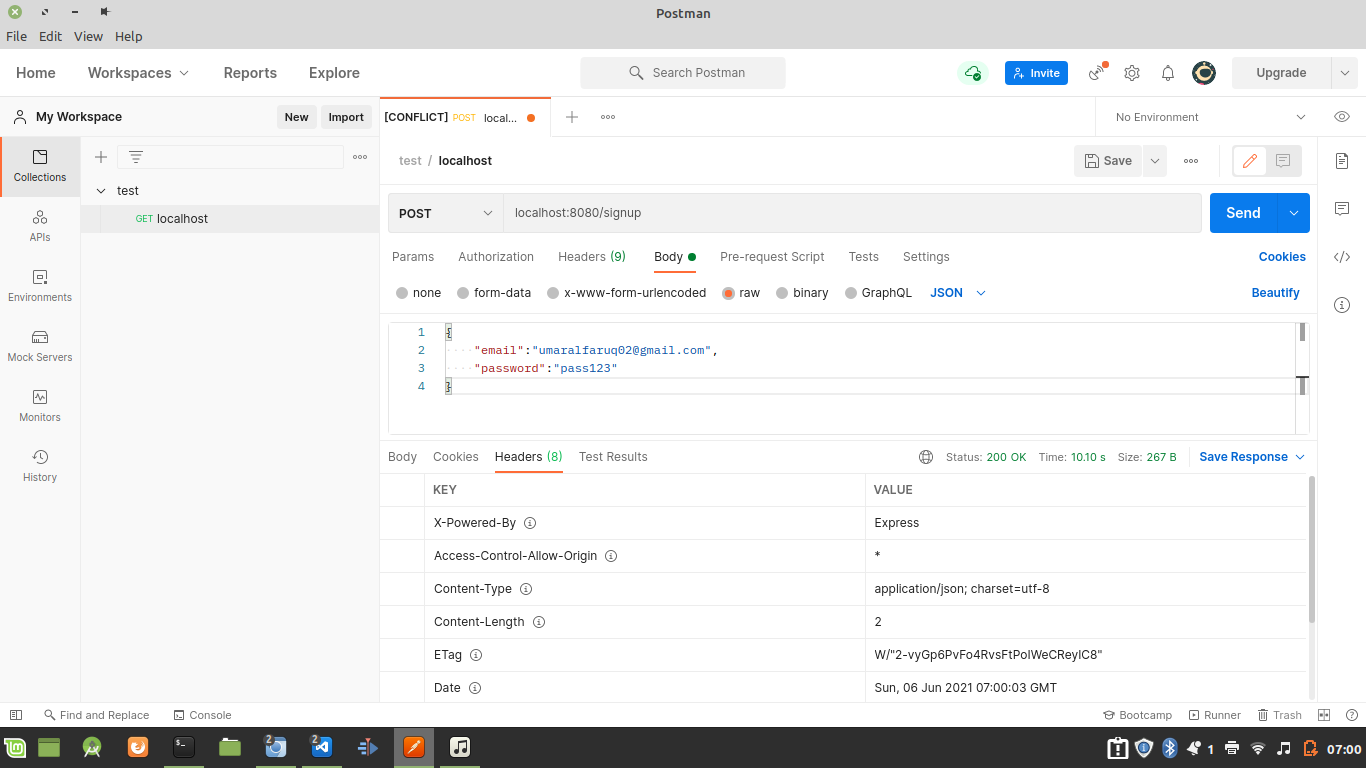 Postman
File Edit View Help
Home Workspaces Reports Explore Search Postman Invite Upgrade
My Workspace New Import [CONFLICT] POST local... No Environment
Collections
APIs
Environments
Mock Servers
Monitors
History
test
GET localhost
test / localhost Save
POST localhost:8080/signup Send
Params Authorization Headers (9) Body Pre-request Script Tests Settings Cookies
none form-data x-www-form-urlencoded raw binary GraphQL JSON Beautify
1 {
2 "email":"umaralfaruq02@gmail.com",
3 "password":"pass123"
4 }
Body Cookies Headers (8) Test Results Status: 200 OK Time: 10.10 s Size: 267 B Save Response
KEY VALUE
X-Powered-By Express
Access-Control-Allow-Origin *
Content-Type application/json; charset=utf-8
Content-Length 2
ETag W/"2-vyGp6PvFo4RvsFtPoIWeCReyIC8"
Date Sun, 06 Jun 2021 07:00:03 GMT
Find and Replace Console Bootcamp Runner Trash
2 2 1 07:00